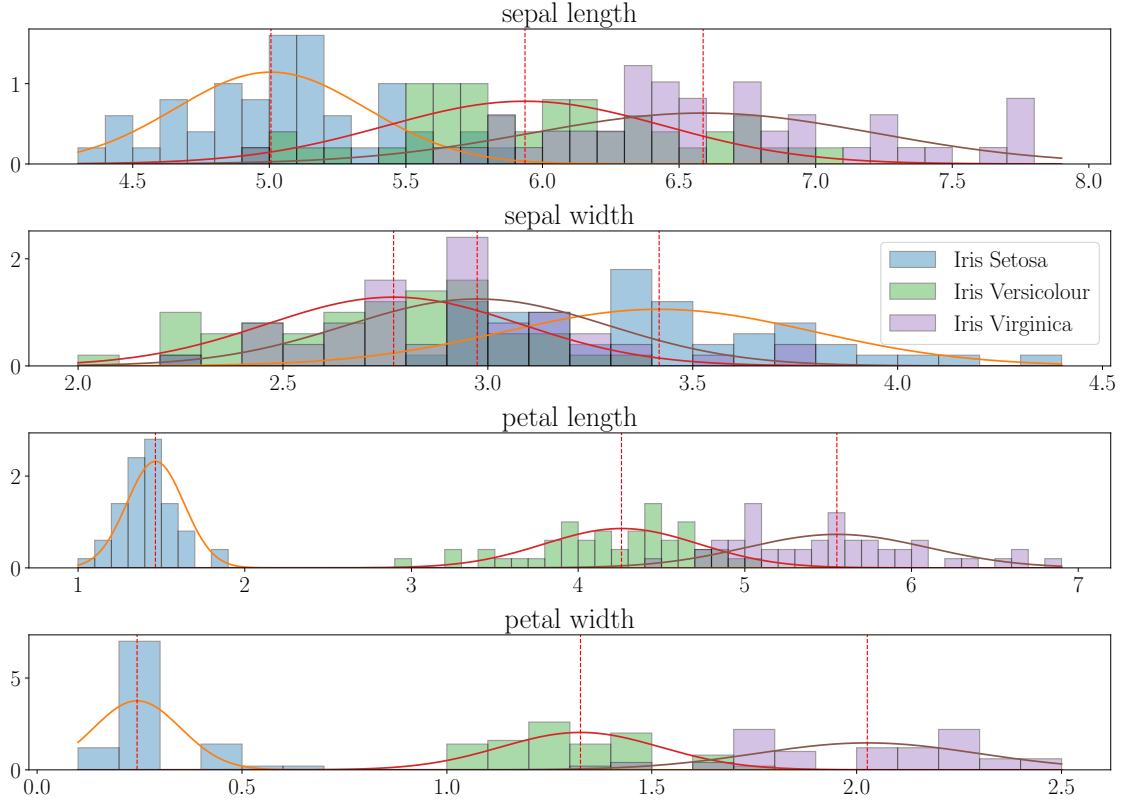 sepal length
1
0
4.5 5.0 5.5 6.0 6.5 7.0 7.5 8.0
sepal width
2
0
2.0 2.5 3.0 3.5 4.0 4.5
Iris Setosa
Iris Versicolour
Iris Virginica
petal length
2
0
1 2 3 4 5 6 7
petal width
5
0
0.0 0.5 1.0 1.5 2.0 2.5